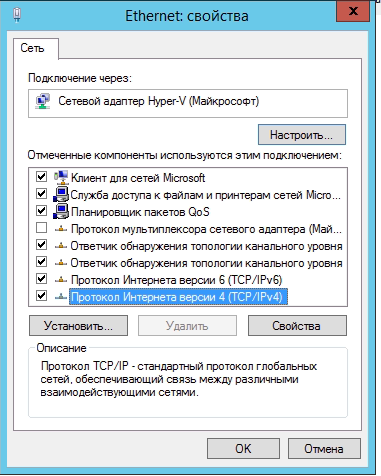 Ethernet: свойства
x
Сеть
Подключение через:
Сетевой адаптер Hyper-V (Майкрософт)
Настроить...
Отмеченные компоненты используются этим подключением:
Клиент для сетей Microsoft
Служба доступа к файлам и принтерам сетей Micro...
Планировщик пакетов QoS
Протокол мультиплексора сетевого адаптера (Май...
Ответчик обнаружения топологии канального уровня
Ответчик обнаружения топологии канального уровня
Протокол Интернета версии 6 (TCP/IPv6)
Протокол Интернета версии 4 (TCP/IPv4)
Установить... Удалить Свойства
Описание
Протокол TCP/IP - стандартный протокол глобальных
сетей, обеспечивающий связь между различными
взаимодействующими сетями.
OK Отмена